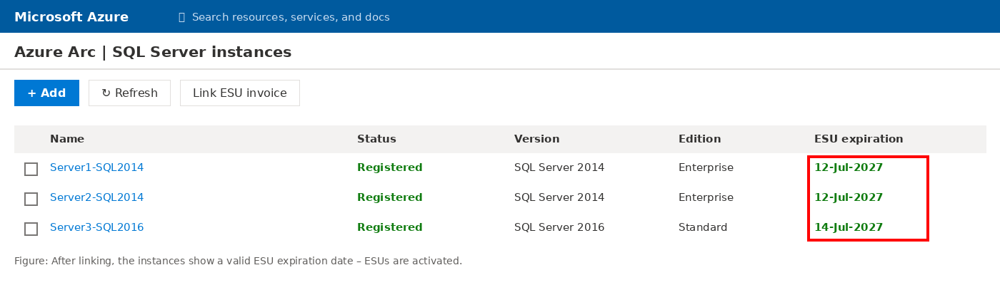 Microsoft Azure Search resources, services, and docs
Azure Arc | SQL Server instances
+ Add ↻ Refresh Link ESU invoice
Name Status Version Edition ESU expiration
Server1-SQL2014 Registered SQL Server 2014 Enterprise 12-Jul-2027
Server2-SQL2014 Registered SQL Server 2014 Enterprise 12-Jul-2027
Server3-SQL2016 Registered SQL Server 2016 Standard 14-Jul-2027
Figure: After linking, the instances show a valid ESU expiration date – ESUs are activated.